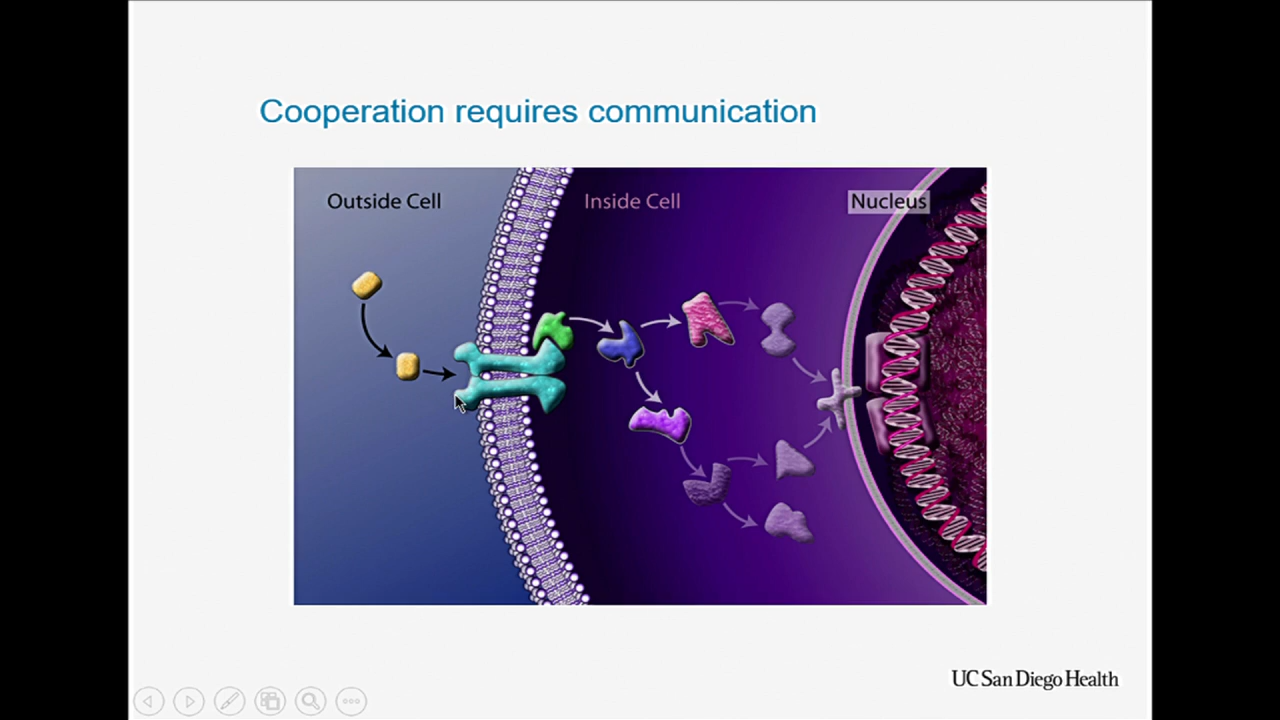 Cooperation requires communication
Outside Cell
Inside Cell
Nucleus
UC San Diego Health